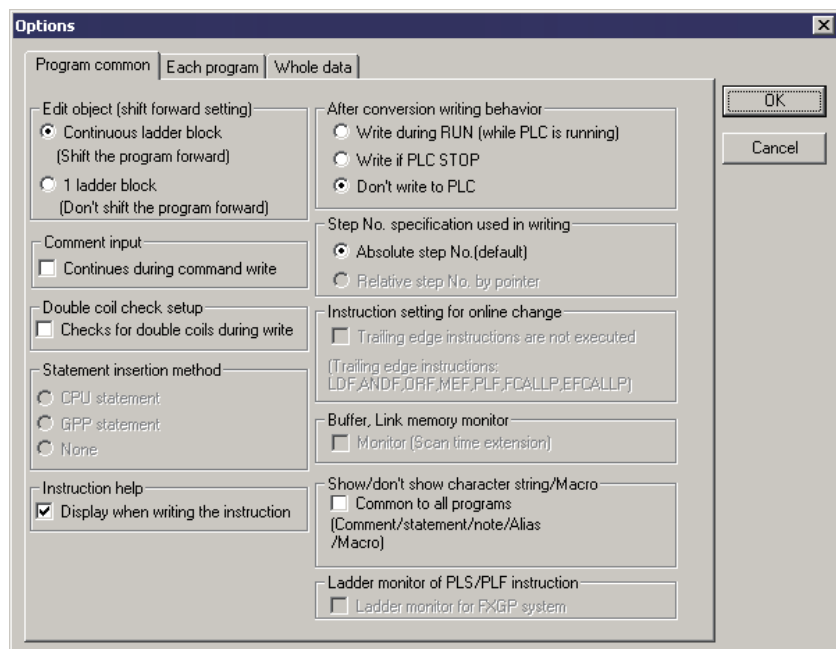 Options
Program common
Each program
Whole data
OK
Cancel
Edit object (shift forward setting)
Continuous ladder block
(Shift the program forward)
1 ladder block
(Don't shift the program forward)
Comment input
Continues during command write
Double coil check setup
Checks for double coils during write
Statement insertion method
CPU statement
GPP statement
None
Instruction help
Display when writing the instruction
After conversion writing behavior
Write during RUN (while PLC is running)
Write if PLC STOP
Don't write to PLC
Step No. specification used in writing
Absolute step No.(default)
Relative step No. by pointer
Instruction setting for online change
Trailing edge instructions are not executed
(Trailing edge instructions:
LDF,ANDF,ORF,MEF,PLF,FCALLP,EFCALLP)
Buffer, Link memory monitor
Monitor (Scan time extension)
Show/don't show character string/Macro
Common to all programs
(Comment/statement/note/Alias
/Macro)
Ladder monitor of PLS/PLF instruction
Ladder monitor for FXGP system